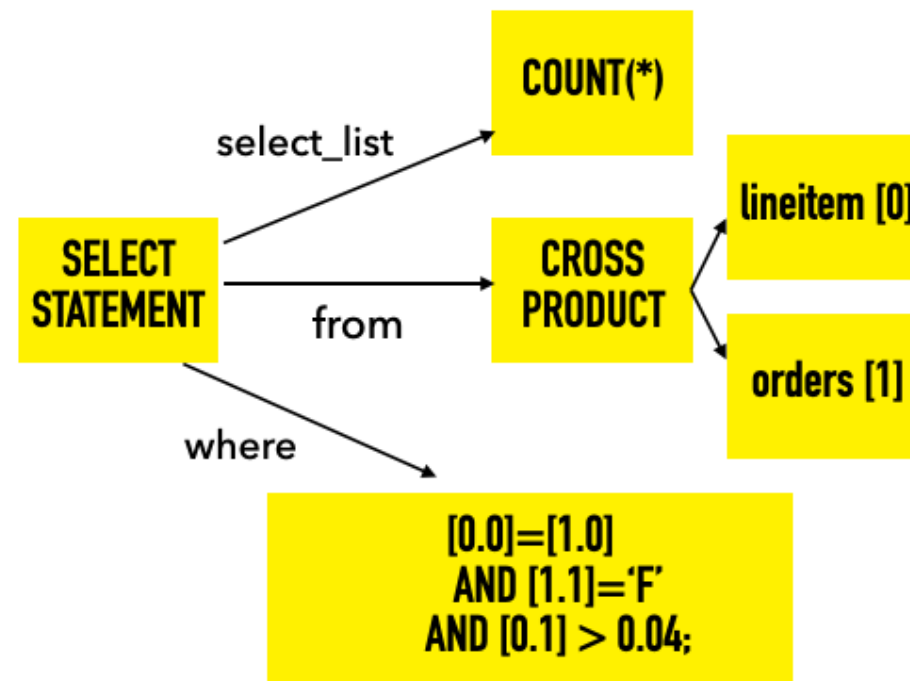 COUNT(*)
select_list
lineitem [0]
SELECT
STATEMENT
CROSS
PRODUCT
from
orders [1]
where
[0.0]=[1.0]
AND [1.1]=‘F’
AND [0.1] > 0.04;